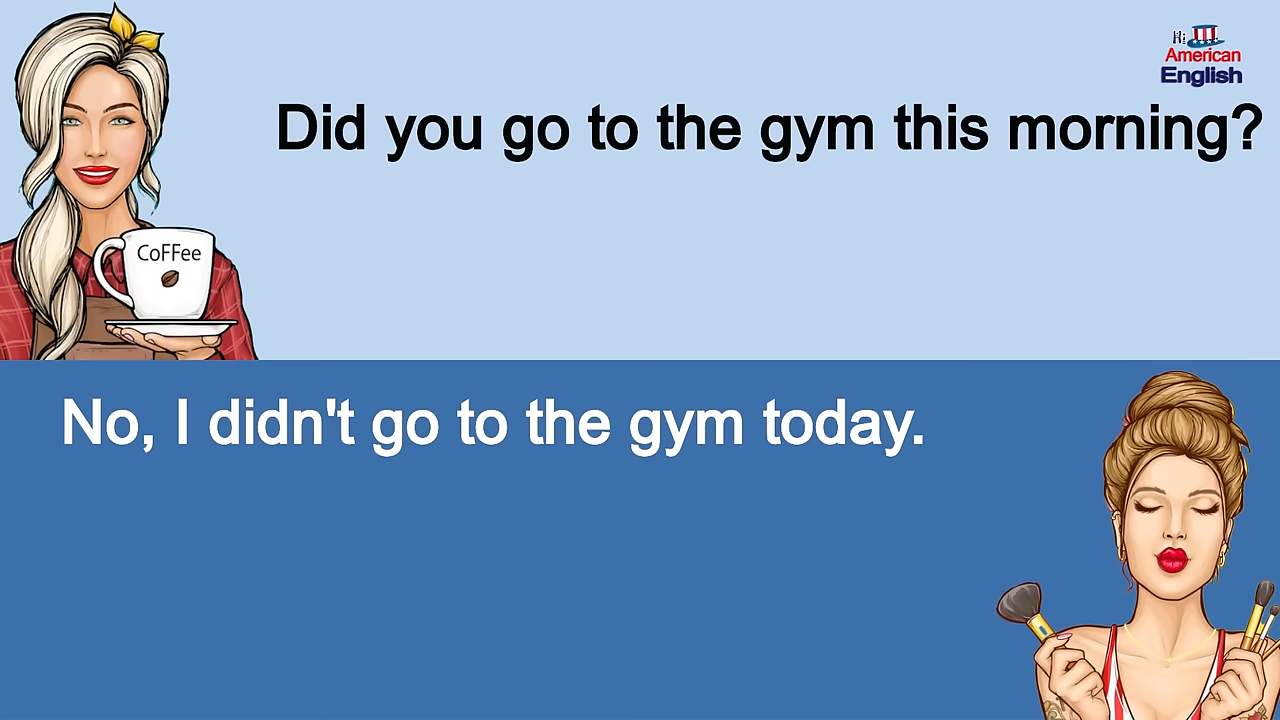 Hi
American
English
Did you go to the gym this morning?
CoFFee
No, I didn't go to the gym today.